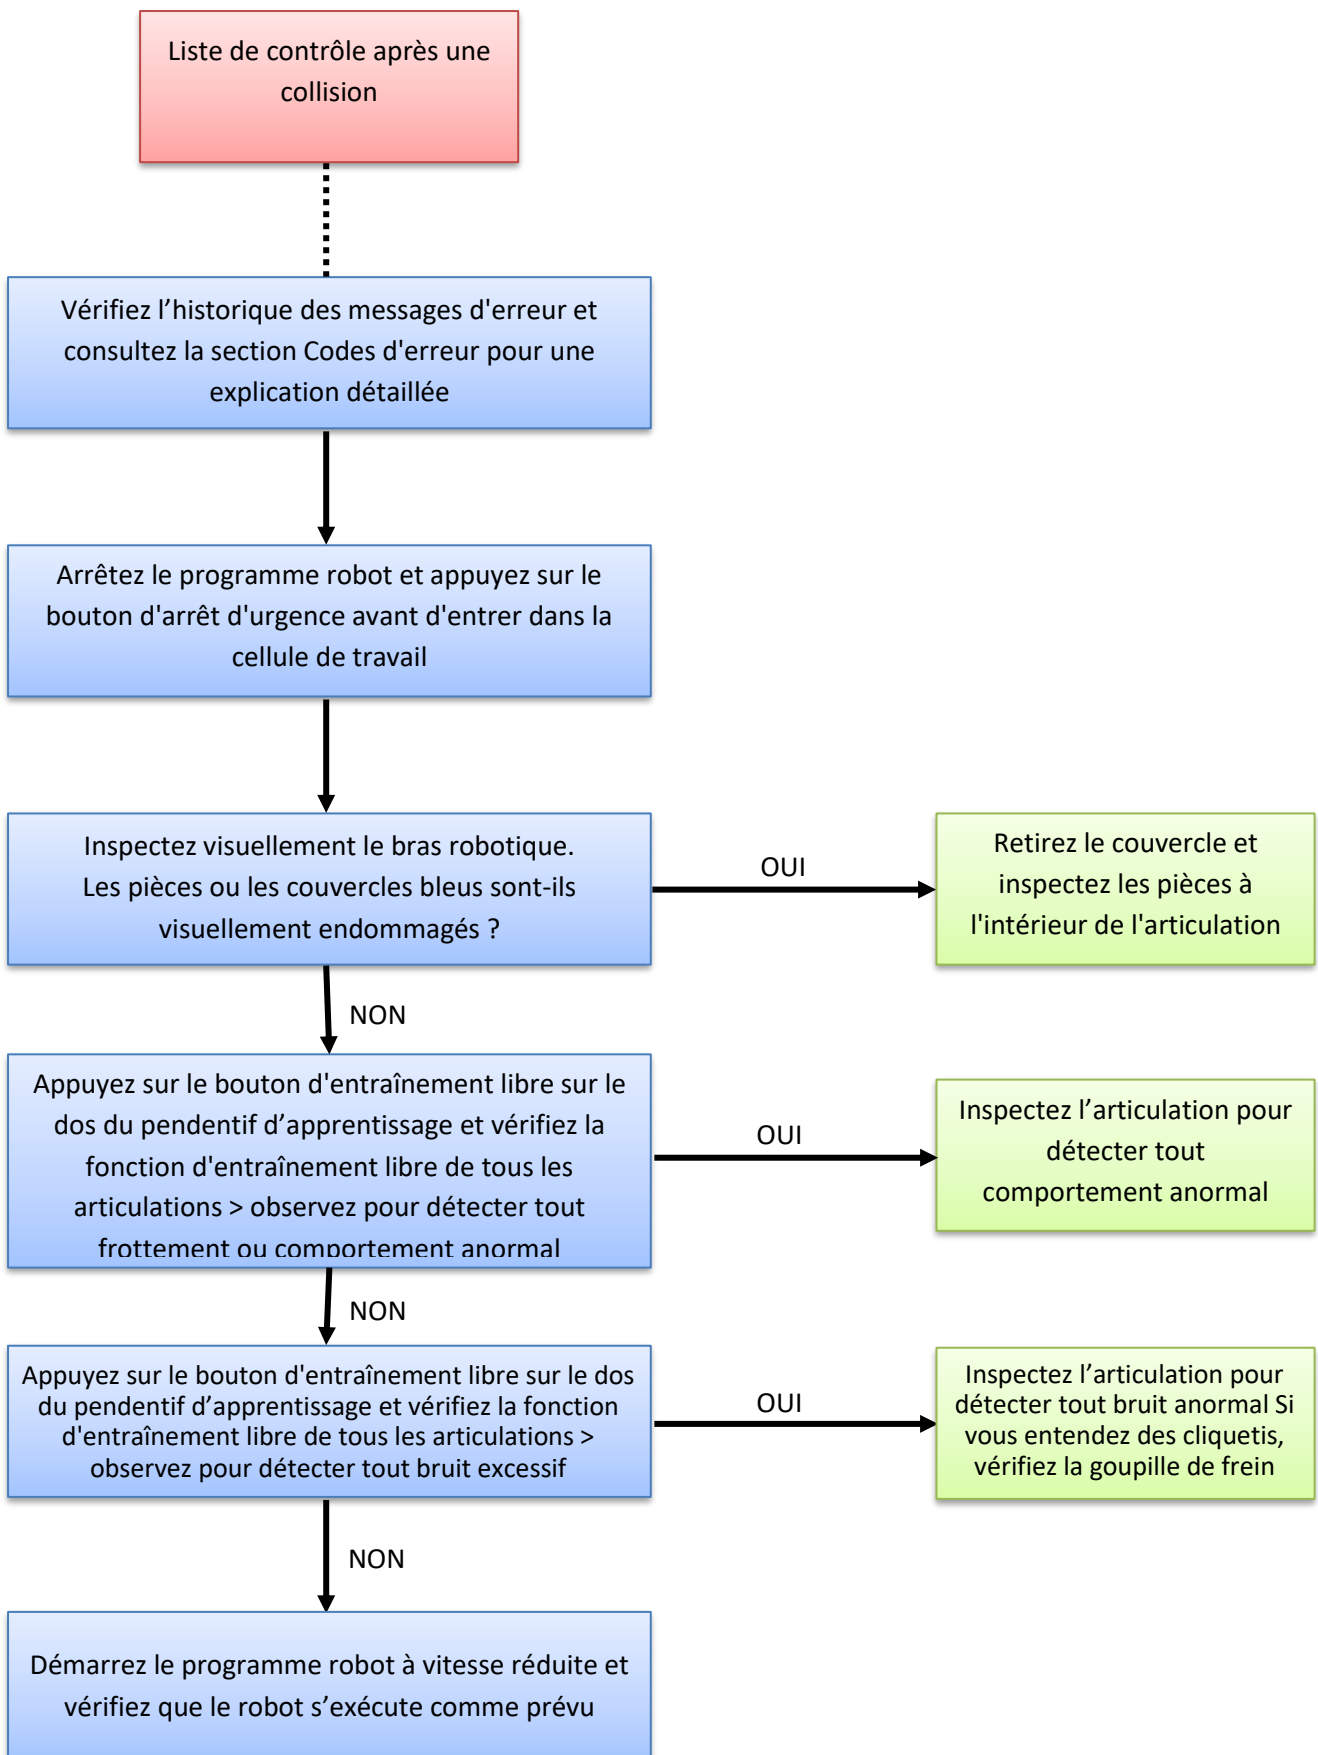 Liste de contrôle après une
collision
Vérifiez l’historique des messages d'erreur et
consultez la section Codes d'erreur pour une
explication détaillée
Arrêtez le programme robot et appuyez sur le
bouton d'arrêt d'urgence avant d'entrer dans la
cellule de travail
Inspectez visuellement le bras robotique.
Les pièces ou les couvercles bleus sont-ils
visuellement endommagés ?
OUI
Retirez le couvercle et
inspectez les pièces à
l'intérieur de l'articulation
NON
Appuyez sur le bouton d'entraînement libre sur le
dos du pendentif d’apprentissage et vérifiez la
fonction d'entraînement libre de tous les
articulations > observez pour détecter tout
frottement ou comportement anormal
OUI
Inspectez l’articulation pour
détecter tout
comportement anormal
NON
Appuyez sur le bouton d'entraînement libre sur le dos
du pendentif d’apprentissage et vérifiez la fonction
d'entraînement libre de tous les articulations >
observez pour détecter tout bruit excessif
OUI
Inspectez l’articulation pour
détecter tout bruit anormal Si
vous entendez des cliquetis,
vérifiez la goupille de frein
NON
Démarrez le programme robot à vitesse réduite et
vérifiez que le robot s’exécute comme prévu